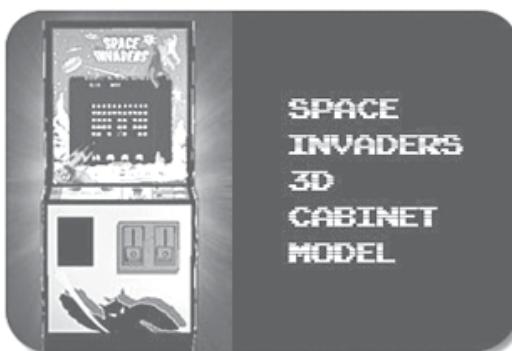 SPACE
INVADERS
SPACE
INVADERS
3D
CABINET
MODEL